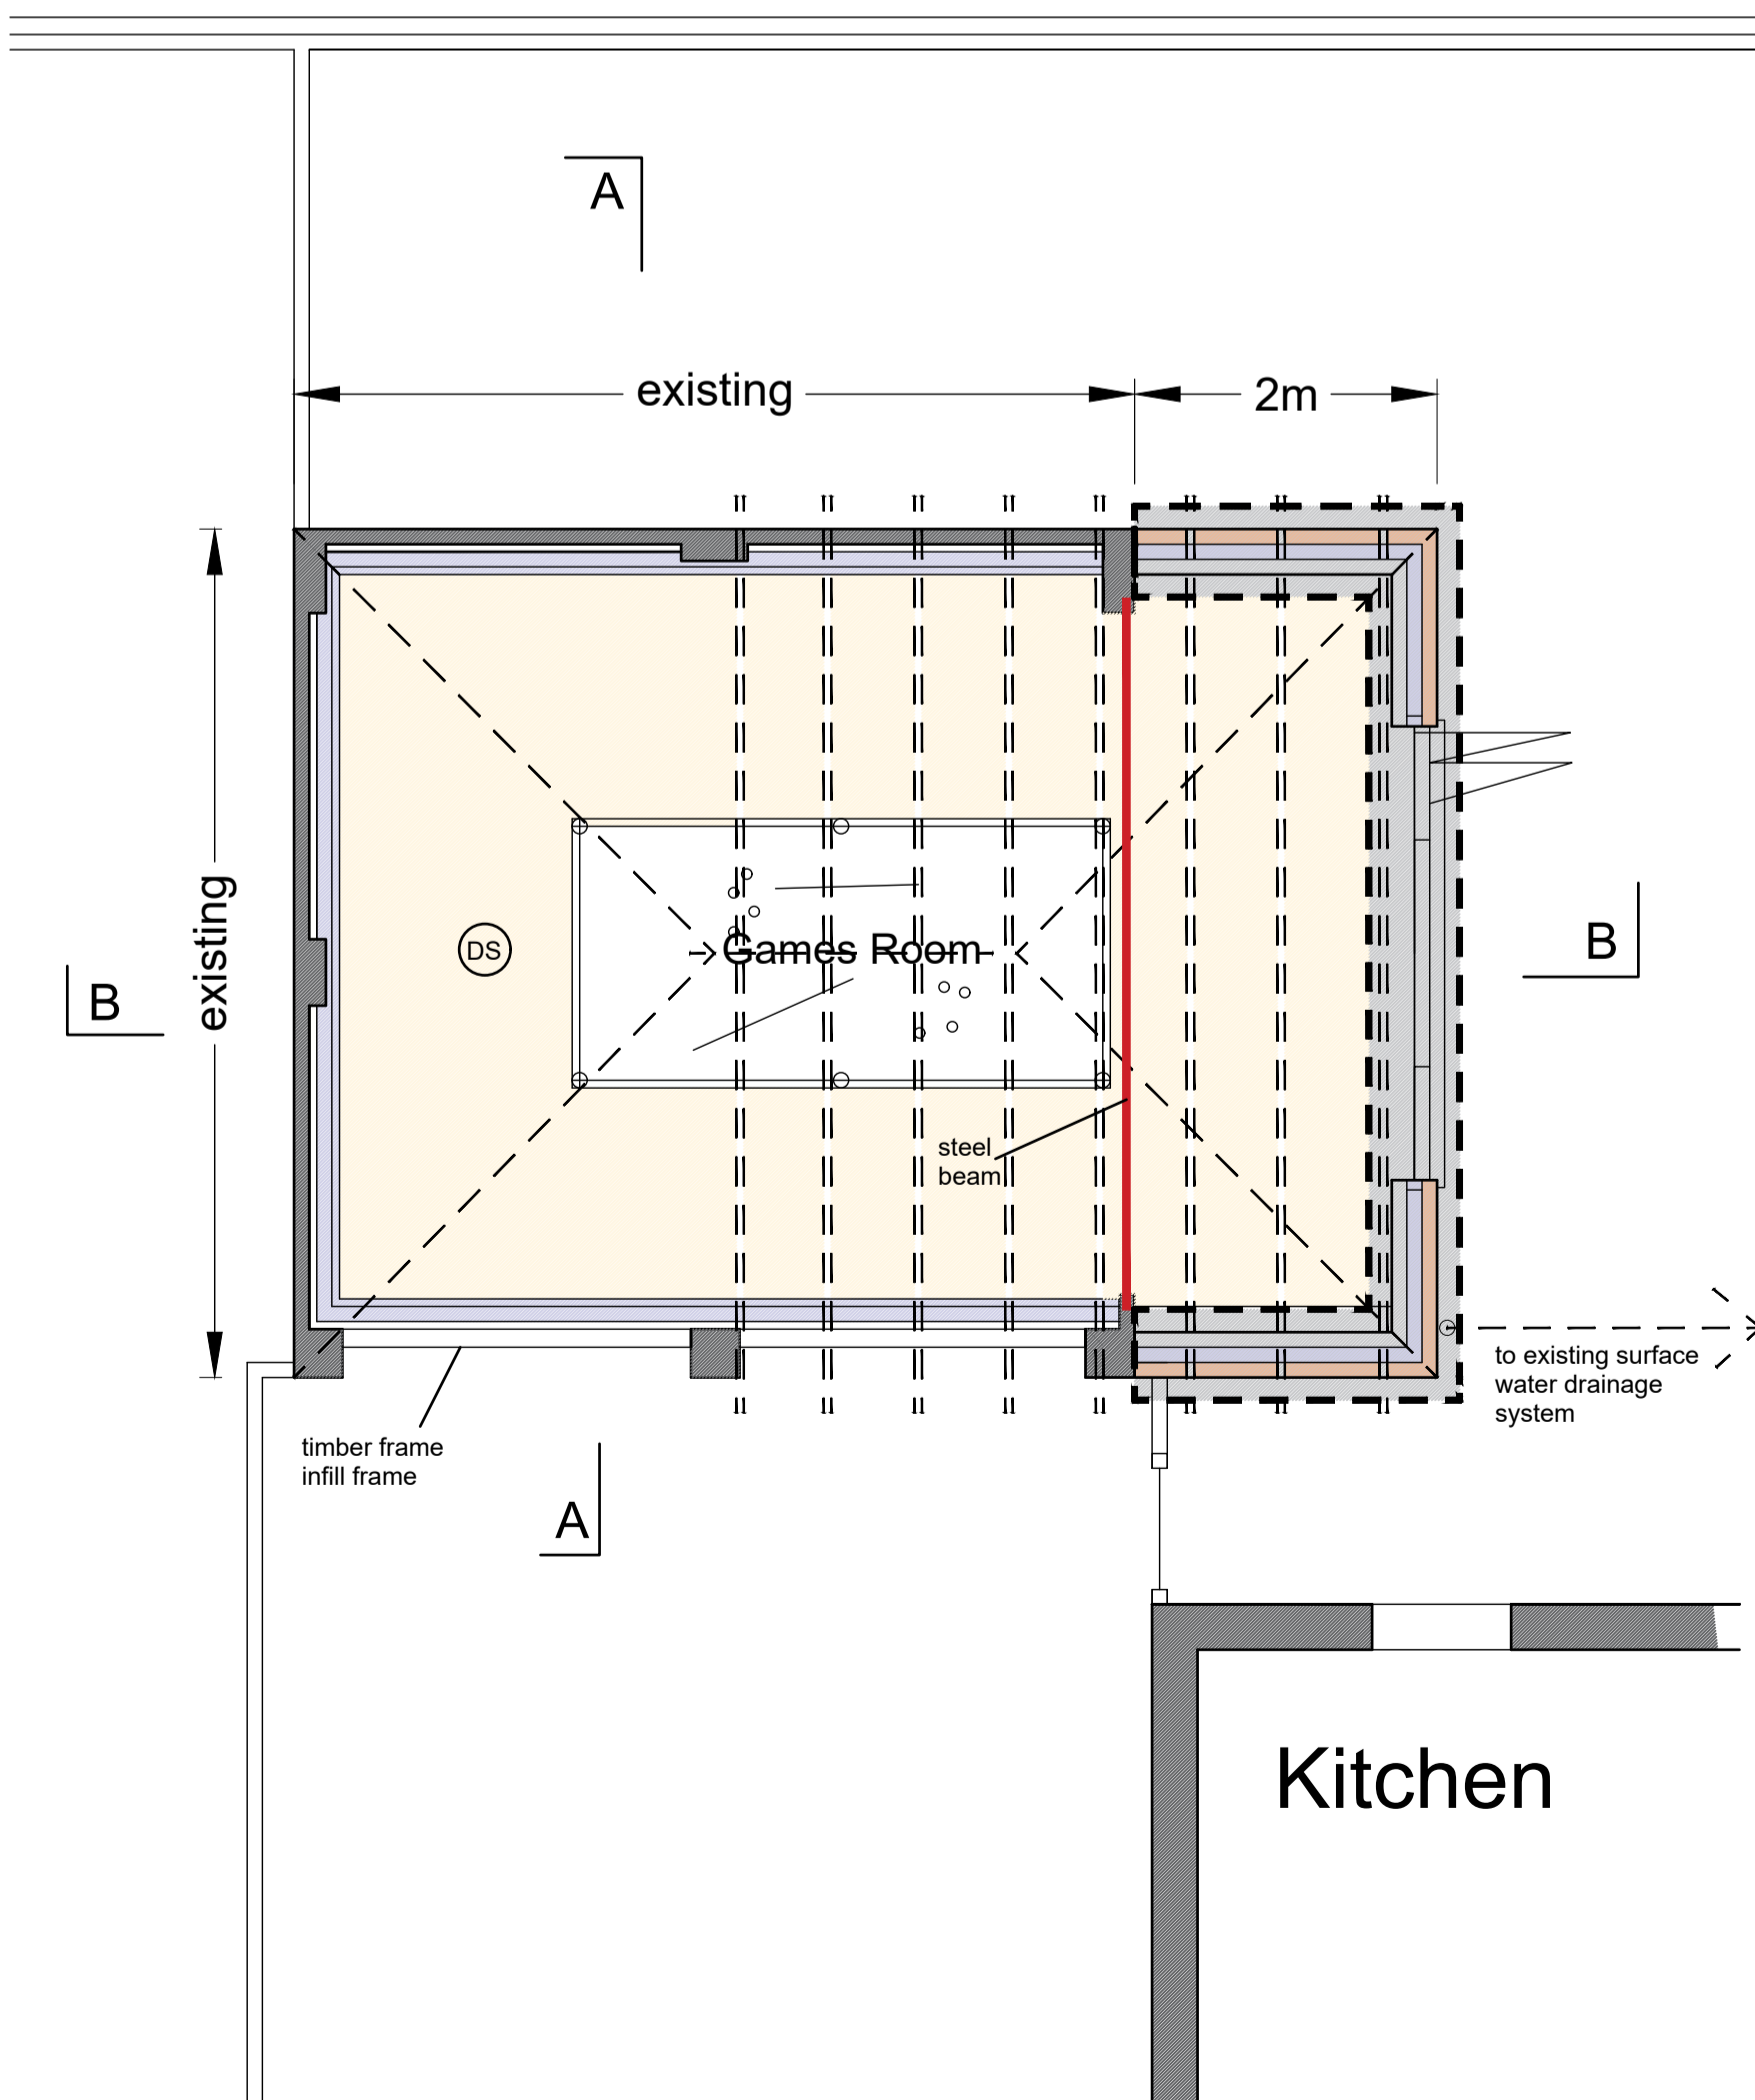 A
existing
2m
existing
DS
Games Room
B
B
steel
beam
to existing surface
water drainage
system
timber frame
infill frame
A
Kitchen